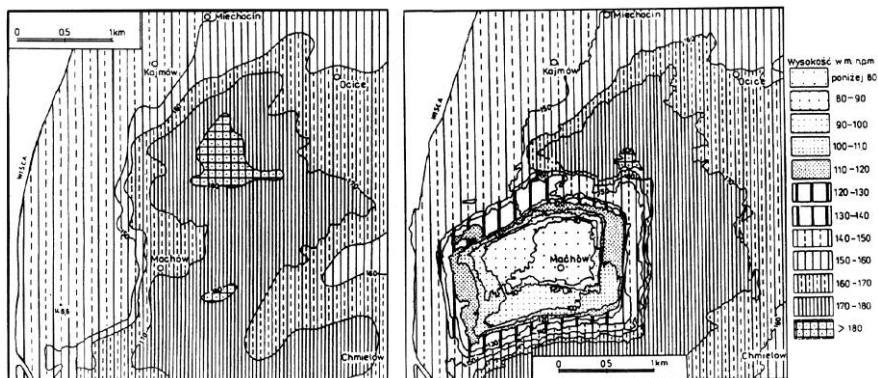 0 0.5 1km
Miechocin
Kajmów
Ocice
WISŁA
180
Machów
160
Chmielów
Miechocin
Kajmów
Ocice
WISŁA
Machów
Chmielów
0 0.5 1km
Wysokość w m. n.p.m
poniżej 80
80-90
90-100
100-110
110-120
120-130
130-140
140-150
150-160
160-170
170-180
> 180